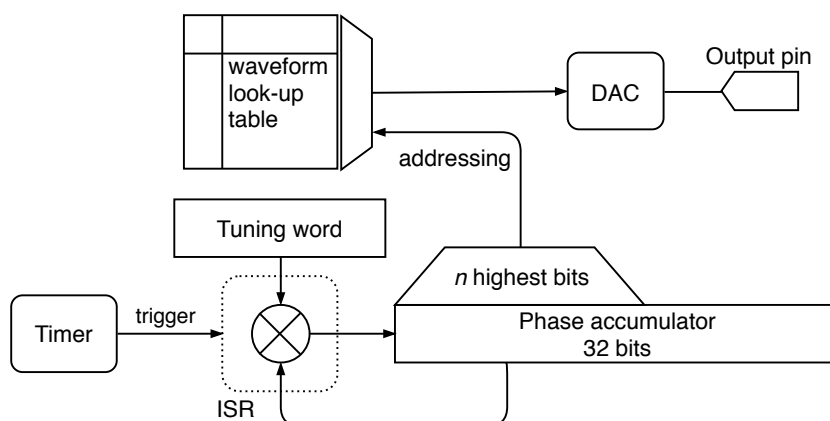 waveform
look-up
table
DAC
Output pin
addressing
Tuning word
n highest bits
Timer
trigger
Phase accumulator
32 bits
ISR